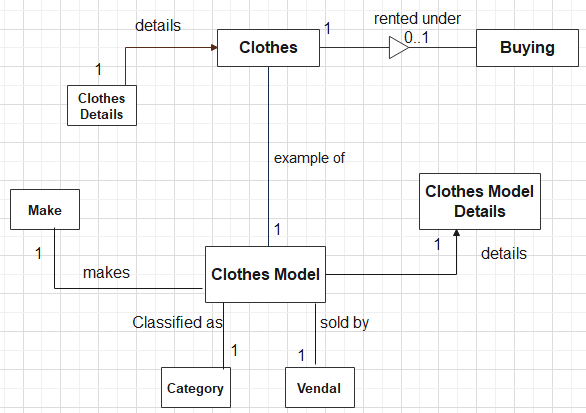 rented under
details
1
0..1
Clothes
Buying
1
Clothes
Details
example of
Clothes Model
Details
Make
1
1
1
details
makes
Clothes Model
Classified as
sold by
1
1
Category
Vendal